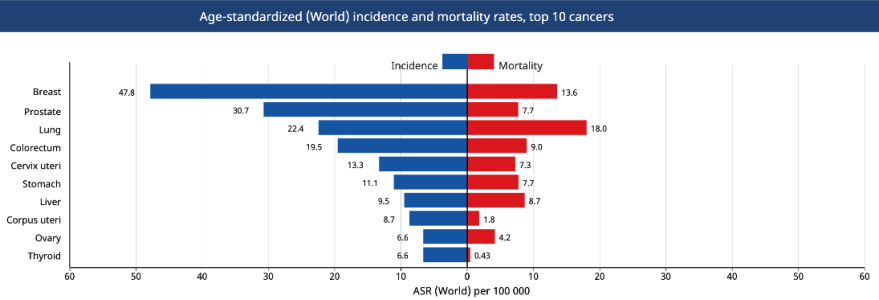 Age-standardized (World) incidence and mortality rates, top 10 cancers
Incidence Mortality
Breast 47.8 13.6
Prostate 30.7 7.7
Lung 22.4 18.0
Colorectum 19.5 9.0
Cervix uteri 13.3 7.3
Stomach 11.1 7.7
Liver 9.5 8.7
Corpus uteri 8.7 1.8
Ovary 6.6 4.2
Thyroid 6.6 0.43
60 50 40 30 20 10 0 10 20 30 40 50 60
ASR (World) per 100 000